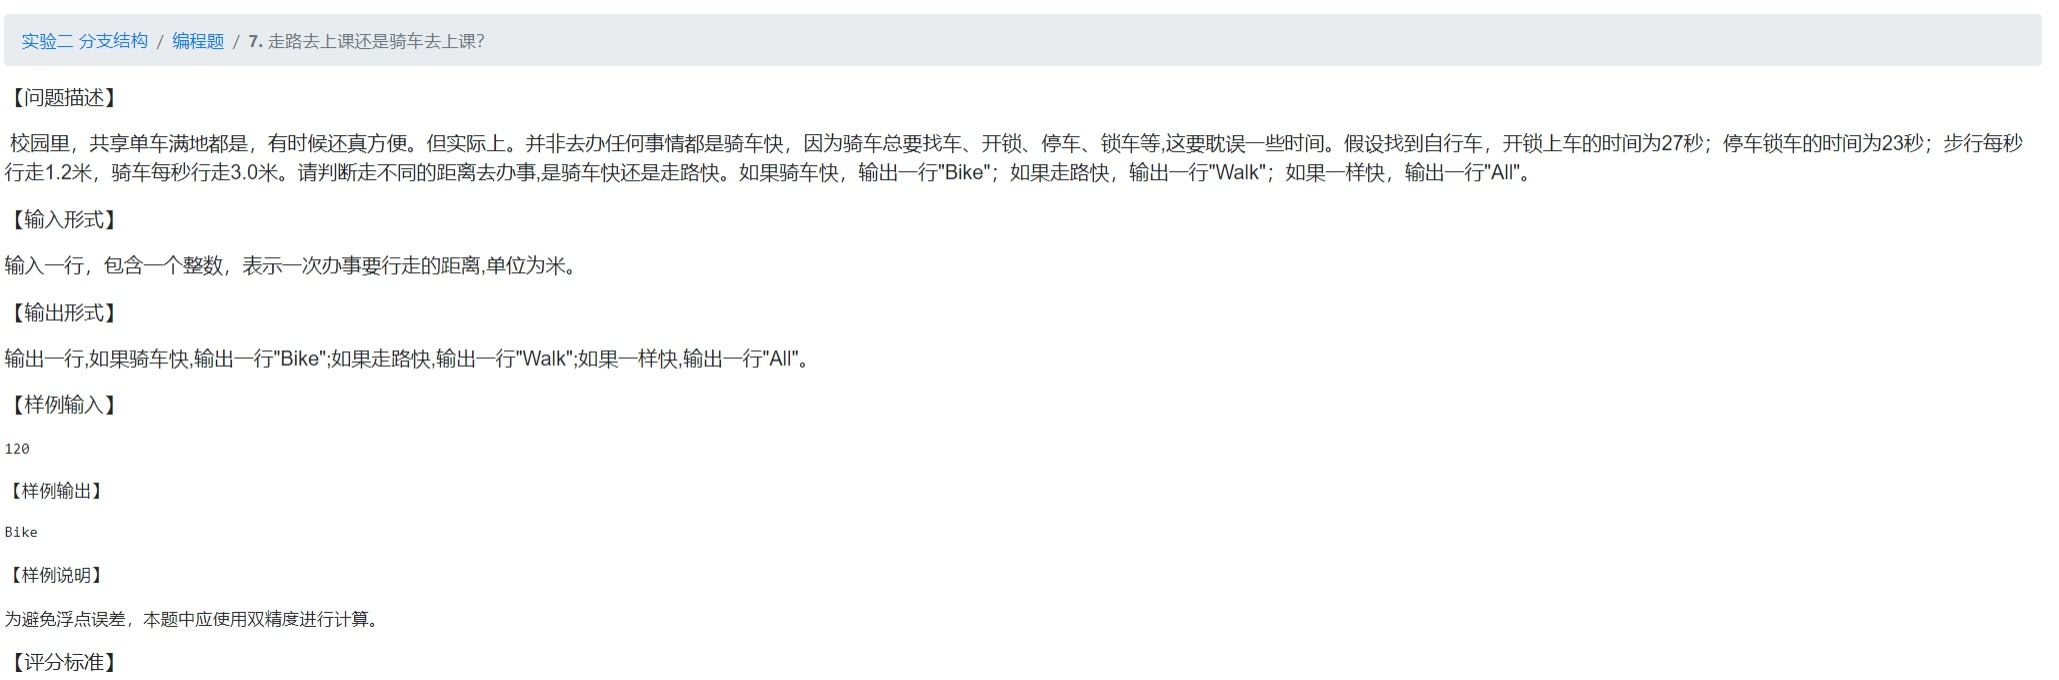 实验二 分支结构 / 编程题 / 7. 走路去上课还是骑车去上课?
【问题描述】
校园里，共享单车满地都是，有时候还真方便。但实际上。并非去办任何事情都是骑车快，因为骑车总要找车、开锁、停车、锁车等,这要耽误一些时间。假设找到自行车，开锁上车的时间为27秒；停车锁车的时间为23秒；步行每秒
行走1.2米，骑车每秒行走3.0米。请判断走不同的距离去办事,是骑车快还是走路快。如果骑车快，输出一行"Bike"；如果走路快，输出一行"Walk"；如果一样快，输出一行"All"。
【输入形式】
输入一行，包含一个整数，表示一次办事要行走的距离,单位为米。
【输出形式】
输出一行,如果骑车快,输出一行"Bike";如果走路快,输出一行"Walk";如果一样快,输出一行"All"。
【样例输入】
120
【样例输出】
Bike
【样例说明】
为避免浮点误差，本题中应使用双精度进行计算。
【评分标准】